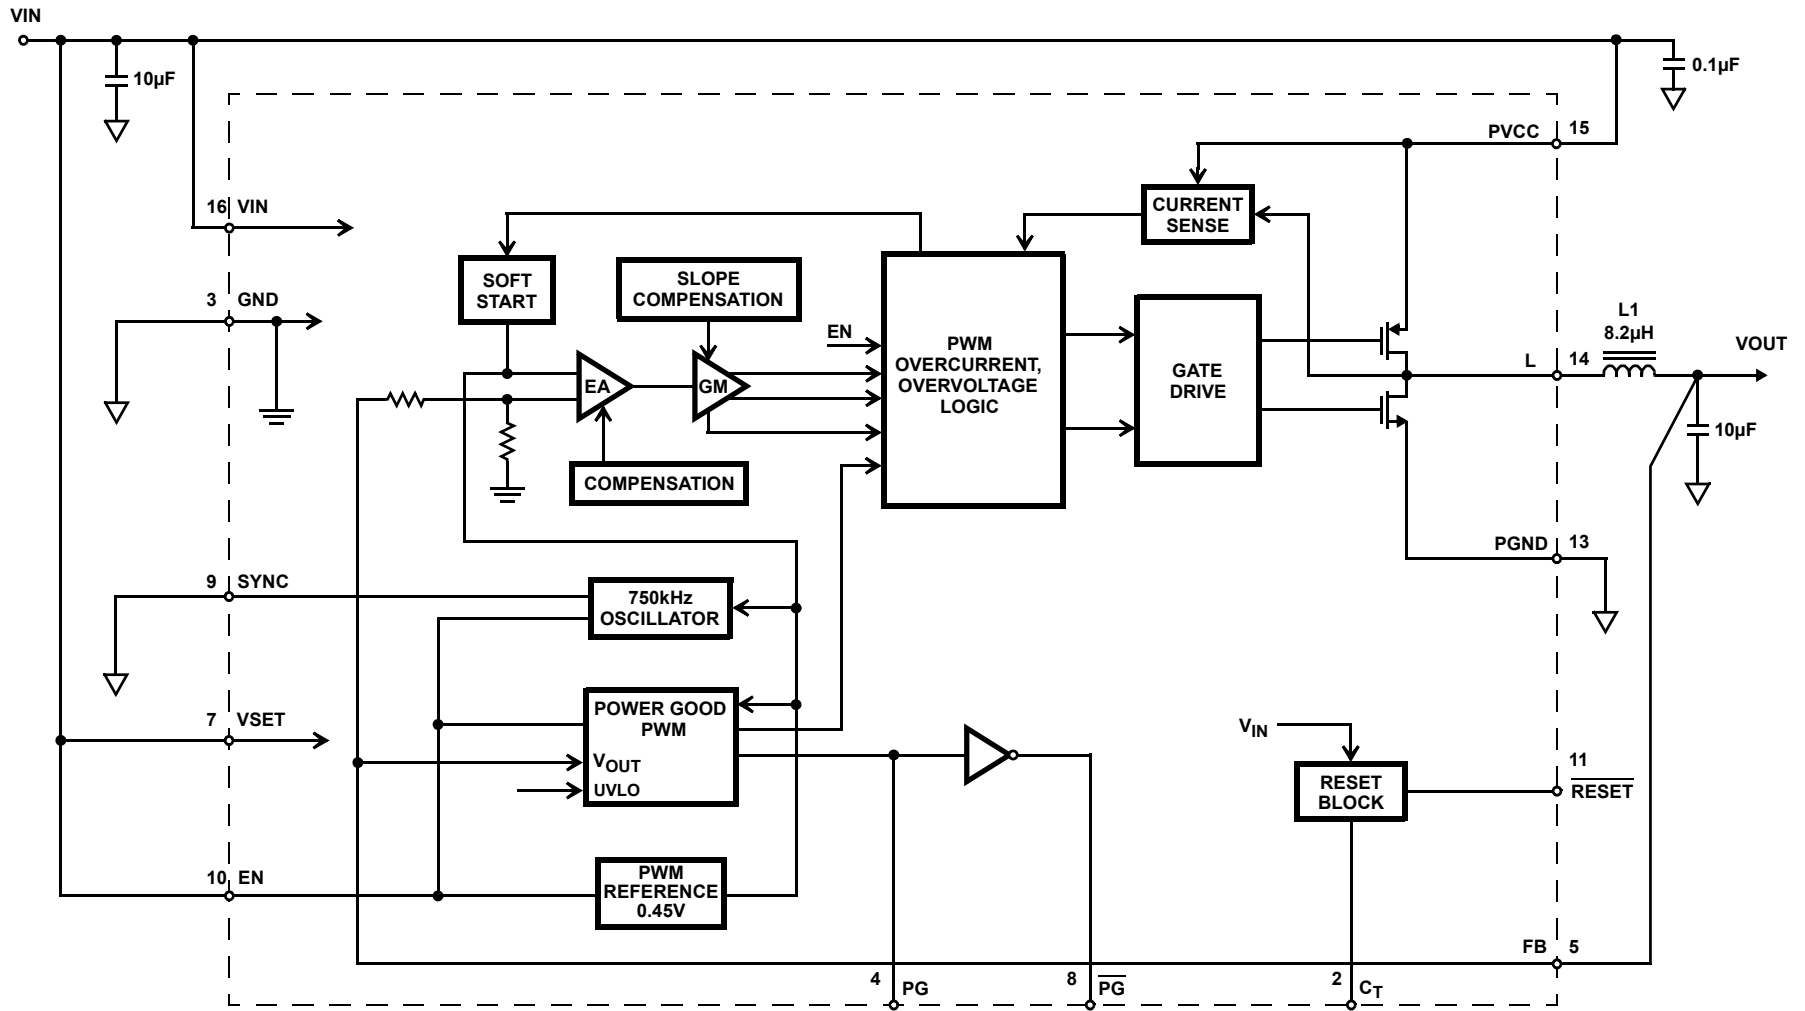 VIN
10µF
0.1µF
PVCC 15
16 VIN
CURRENT
SENSE
3 GND
SOFT
START
SLOPE
COMPENSATION
EN
PWM
OVERCURRENT,
OVERVOLTAGE
LOGIC
GATE
DRIVE
L1
8.2µH
VOUT
L 14
EA
GM
10µF
COMPENSATION
PGND 13
9 SYNC
750kHz
OSCILLATOR
7 VSET
POWER GOOD
PWM
VOUT
UVLO
VIN
RESET
BLOCK
11
RESET
10 EN
PWM
REFERENCE
0.45V
FB 5
4 PG
8 PG
2 CT